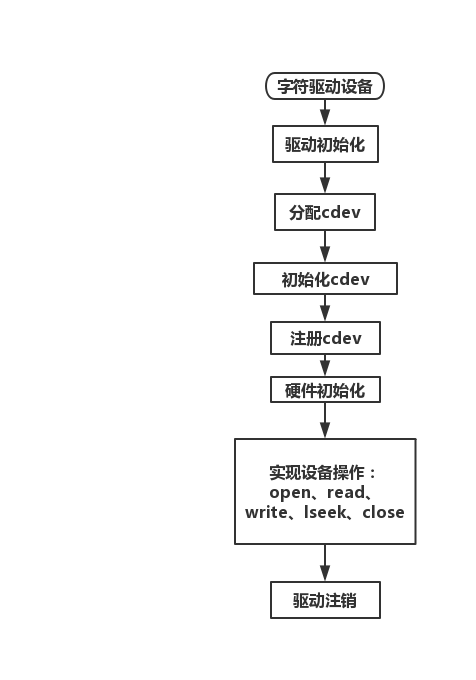 字符驱动设备
驱动初始化
分配cdev
初始化cdev
注册cdev
硬件初始化
实现设备操作：
open、read、
write、lseek、close
驱动注销